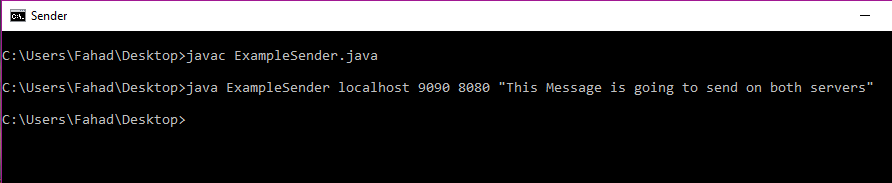 Sender
C:\Users\Fahad\Desktop>javac ExampleSender.java
C:\Users\Fahad\Desktop>java ExampleSender localhost 9090 8080 "This Message is going to send on both servers"
C:\Users\Fahad\Desktop>